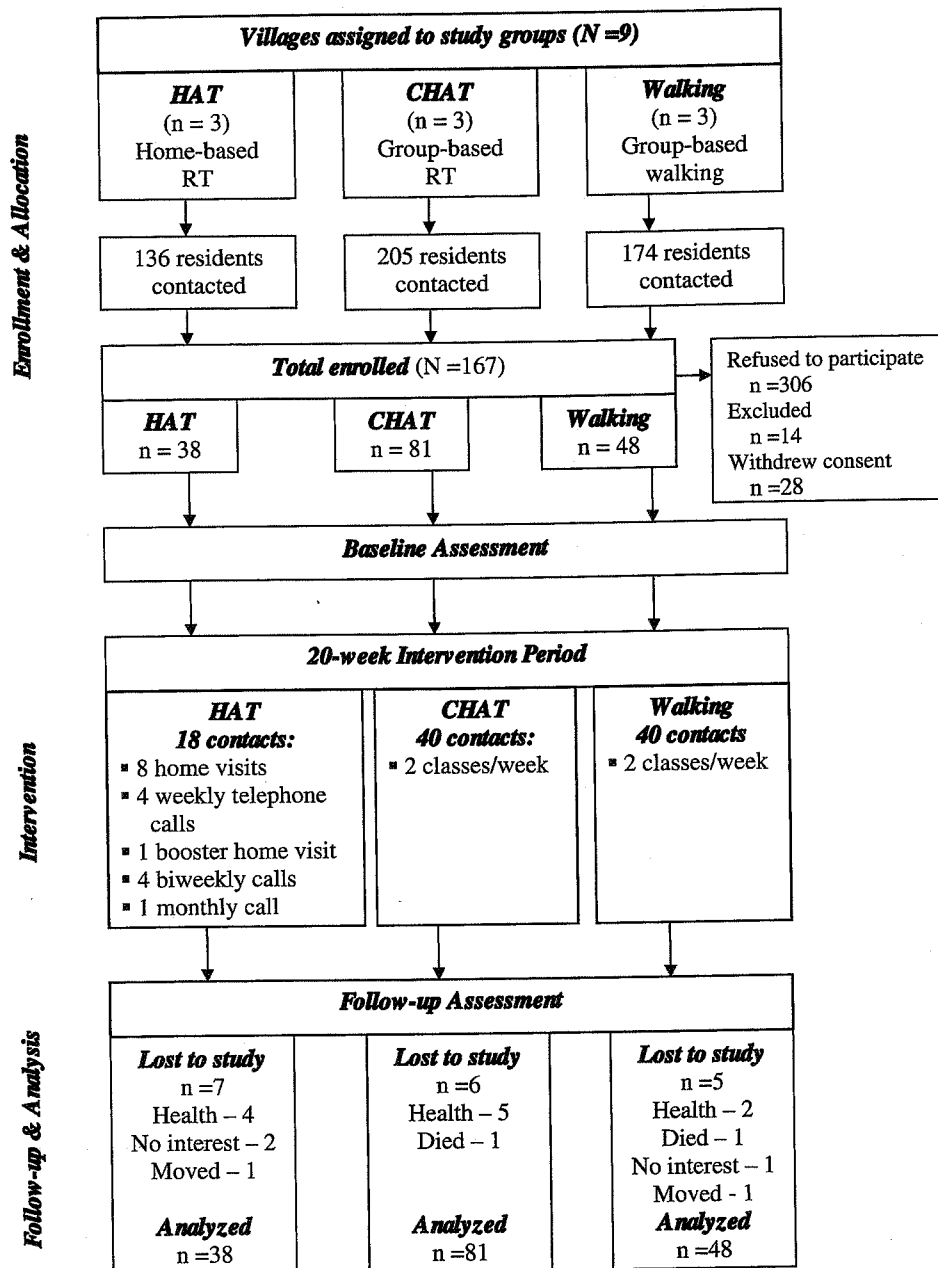 Villages assigned to study groups (N =9)
HAT
(n = 3)
Home-based
RT
CHAT
(n = 3)
Group-based
RT
Walking
(n = 3)
Group-based
walking
Enrollment & Allocation
136 residents
contacted
205 residents
contacted
174 residents
contacted
Total enrolled (N =167)
HAT
n = 38
CHAT
n = 81
Walking
n = 48
Refused to participate
n =306
Excluded
n =14
Withdrew consent
n =28
Baseline Assessment
20-week Intervention Period
Intervention
HAT
18 contacts:
▪ 8 home visits
▪ 4 weekly telephone
calls
▪ 1 booster home visit
▪ 4 biweekly calls
▪ 1 monthly call
CHAT
40 contacts:
▪ 2 classes/week
Walking
40 contacts
▪ 2 classes/week
Follow-up Assessment
Follow-up & Analysis
Lost to study
n =7
Health – 4
No interest – 2
Moved – 1
Analyzed
n =38
Lost to study
n =6
Health – 5
Died – 1
Analyzed
n =81
Lost to study
n =5
Health – 2
Died – 1
No interest – 1
Moved - 1
Analyzed
n =48